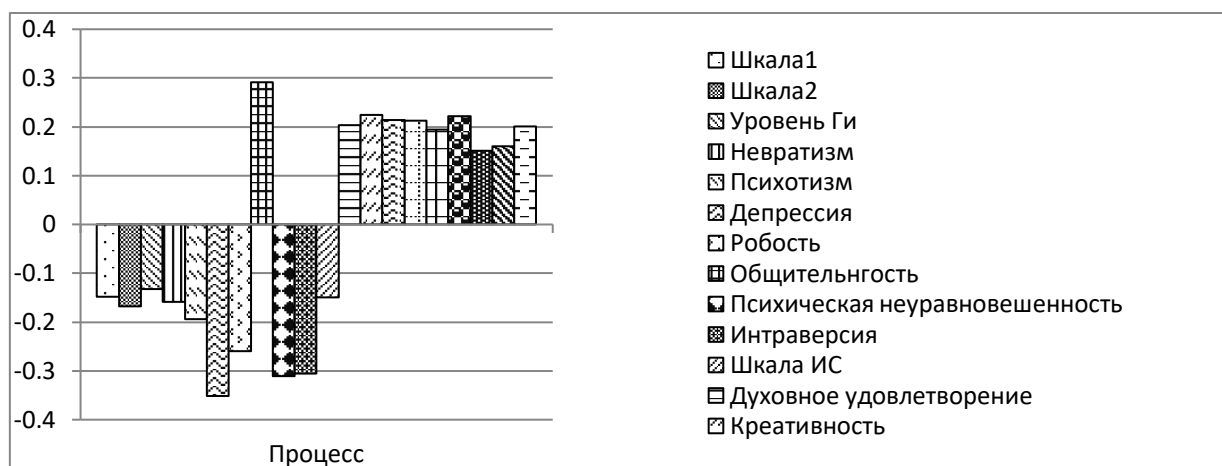 0.4
0.3
0.2
0.1
0
-0.1
-0.2
-0.3
-0.4
Процесс
Шкала1
Шкала2
Уровень Ги
Невратизм
Психотизм
Депрессия
Робость
Общительнгость
Психическая неуравновешенность
Интраверсия
Шкала ИС
Духовное удовлетворение
Креативность